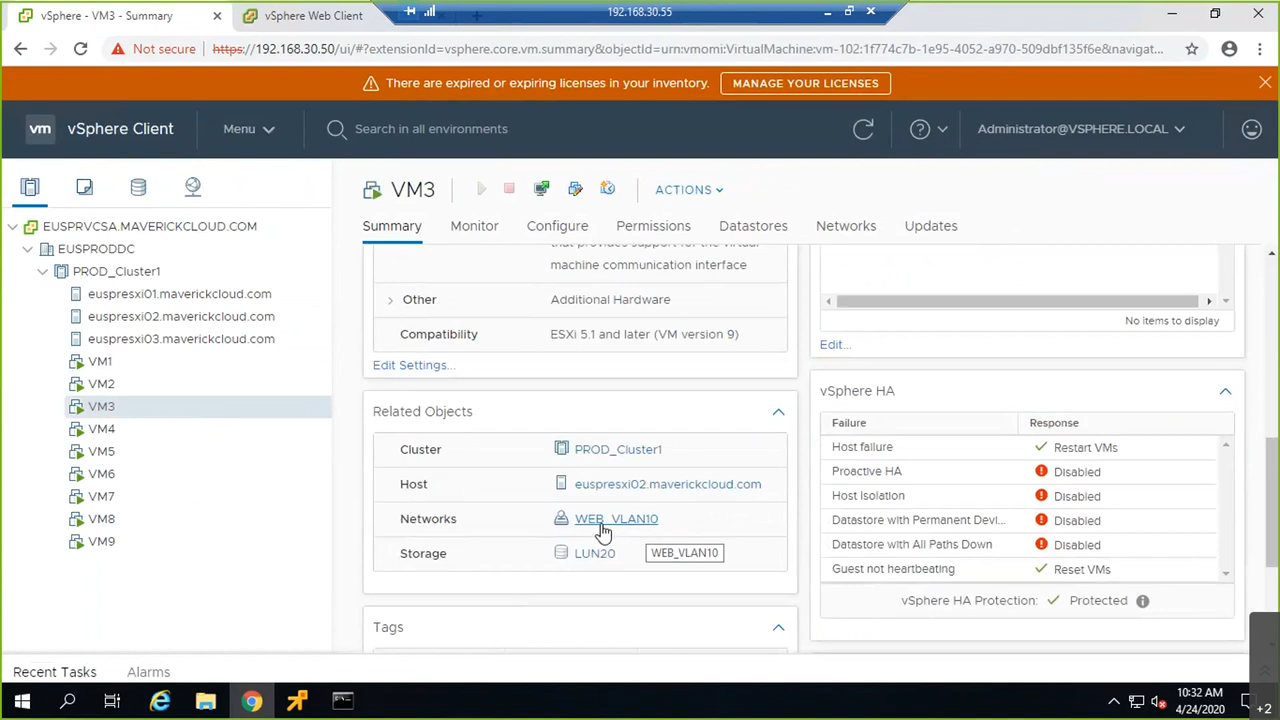 vSphere - VM3 - Summary
vSphere Web Client
192.168.30.55
Not secure
https://192.168.30.50/ui/#?extensionId=vsphere.core.vm.summary&objectId=urn:vmomi:VirtualMachine:vm-102:1f774c7b-1e95-4052-a970-509dbf135f6e&navigat...
There are expired or expiring licenses in your inventory.
MANAGE YOUR LICENSES
vm
vSphere Client
Menu
Search in all environments
Administrator@VSPHERE.LOCAL
EUSPRVCSA.MAVERICKCLOUD.COM
EUSPRODDC
PROD_Cluster1
euspresxi01.maverickcloud.com
euspresxi02.maverickcloud.com
euspresxi03.maverickcloud.com
VM1
VM2
VM3
VM4
VM5
VM6
VM7
VM8
VM9
VM3
ACTIONS
Summary
Monitor
Configure
Permissions
Datastores
Networks
Updates
that provides support for the virtual
machine communication interface
Other
Additional Hardware
Compatibility
ESXi 5.1 and later (VM version 9)
Edit Settings...
Related Objects
Cluster
PROD_Cluster1
Host
euspresxi02.maverickcloud.com
Networks
WEB_VLAN10
Storage
LUN20
WEB_VLAN10
Tags
No items to display
Edit...
vSphere HA
Failure
Response
Host failure
Restart VMs
Proactive HA
Disabled
Host Isolation
Disabled
Datastore with Permanent Devi...
Disabled
Datastore with All Paths Down
Disabled
Guest not heartbeating
Reset VMs
vSphere HA Protection:
Protected
Recent Tasks
Alarms
10:32 AM
4/24/2020
+2